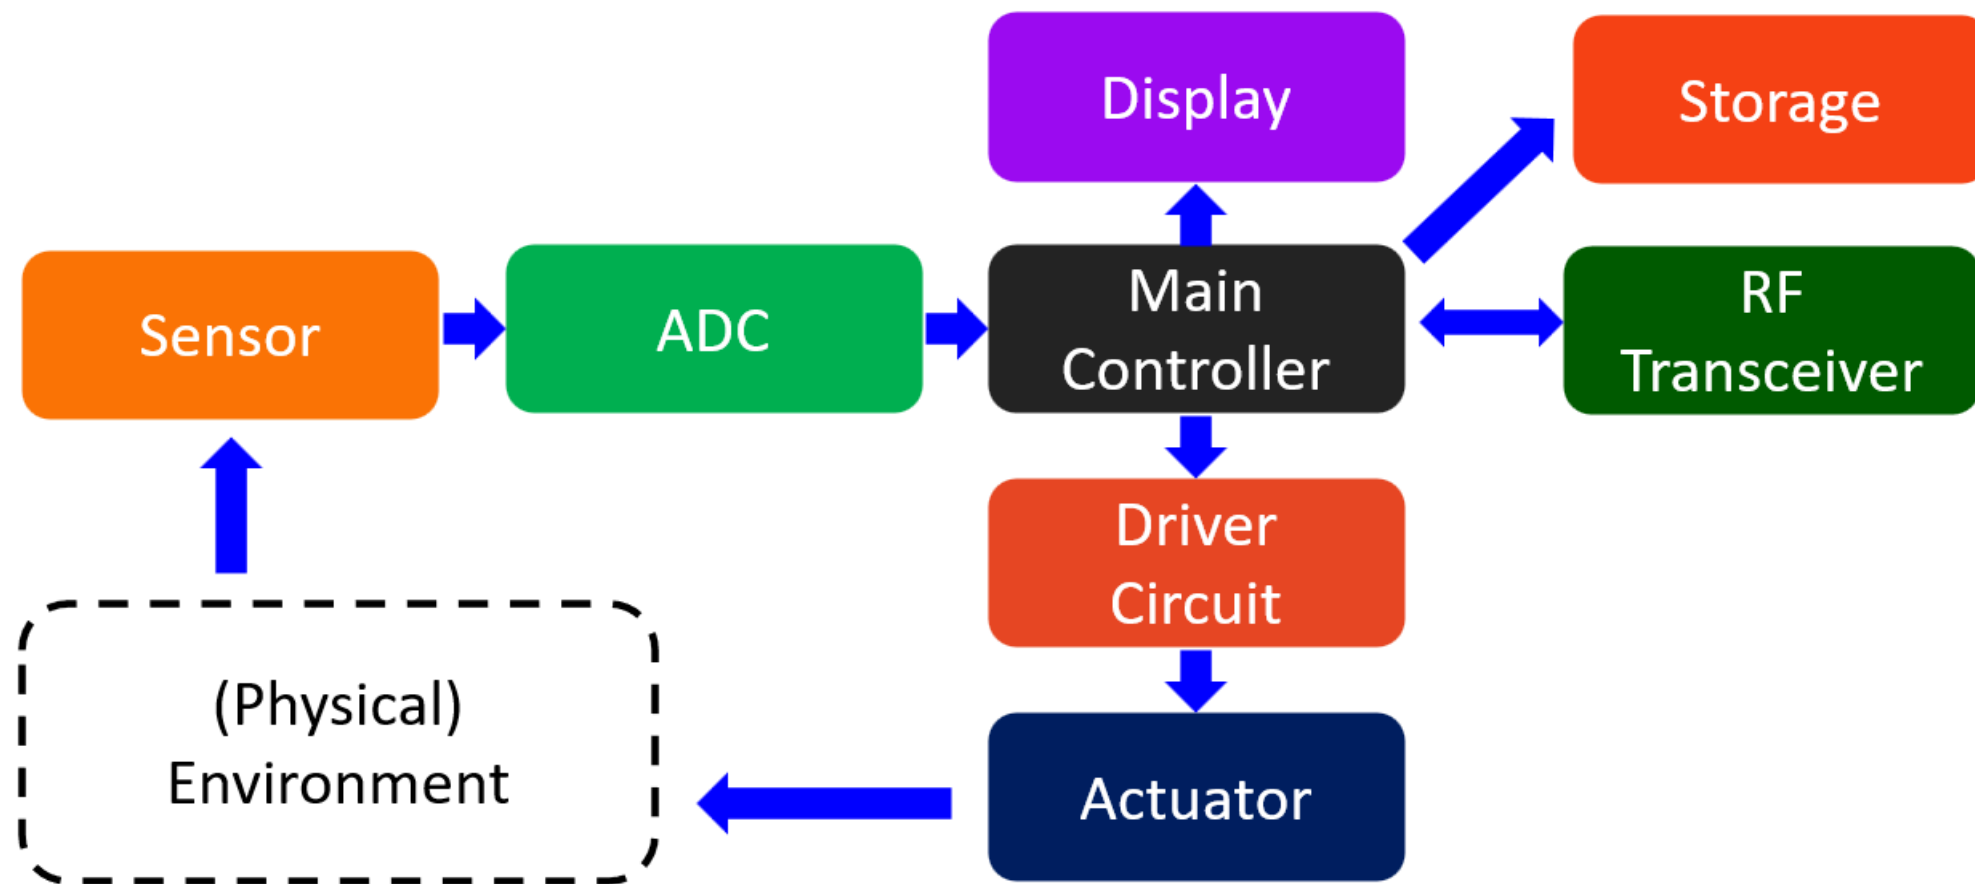 Display
Storage
Sensor
ADC
Main
Controller
RF
Transceiver
Driver
Circuit
(Physical)
Environment
Actuator